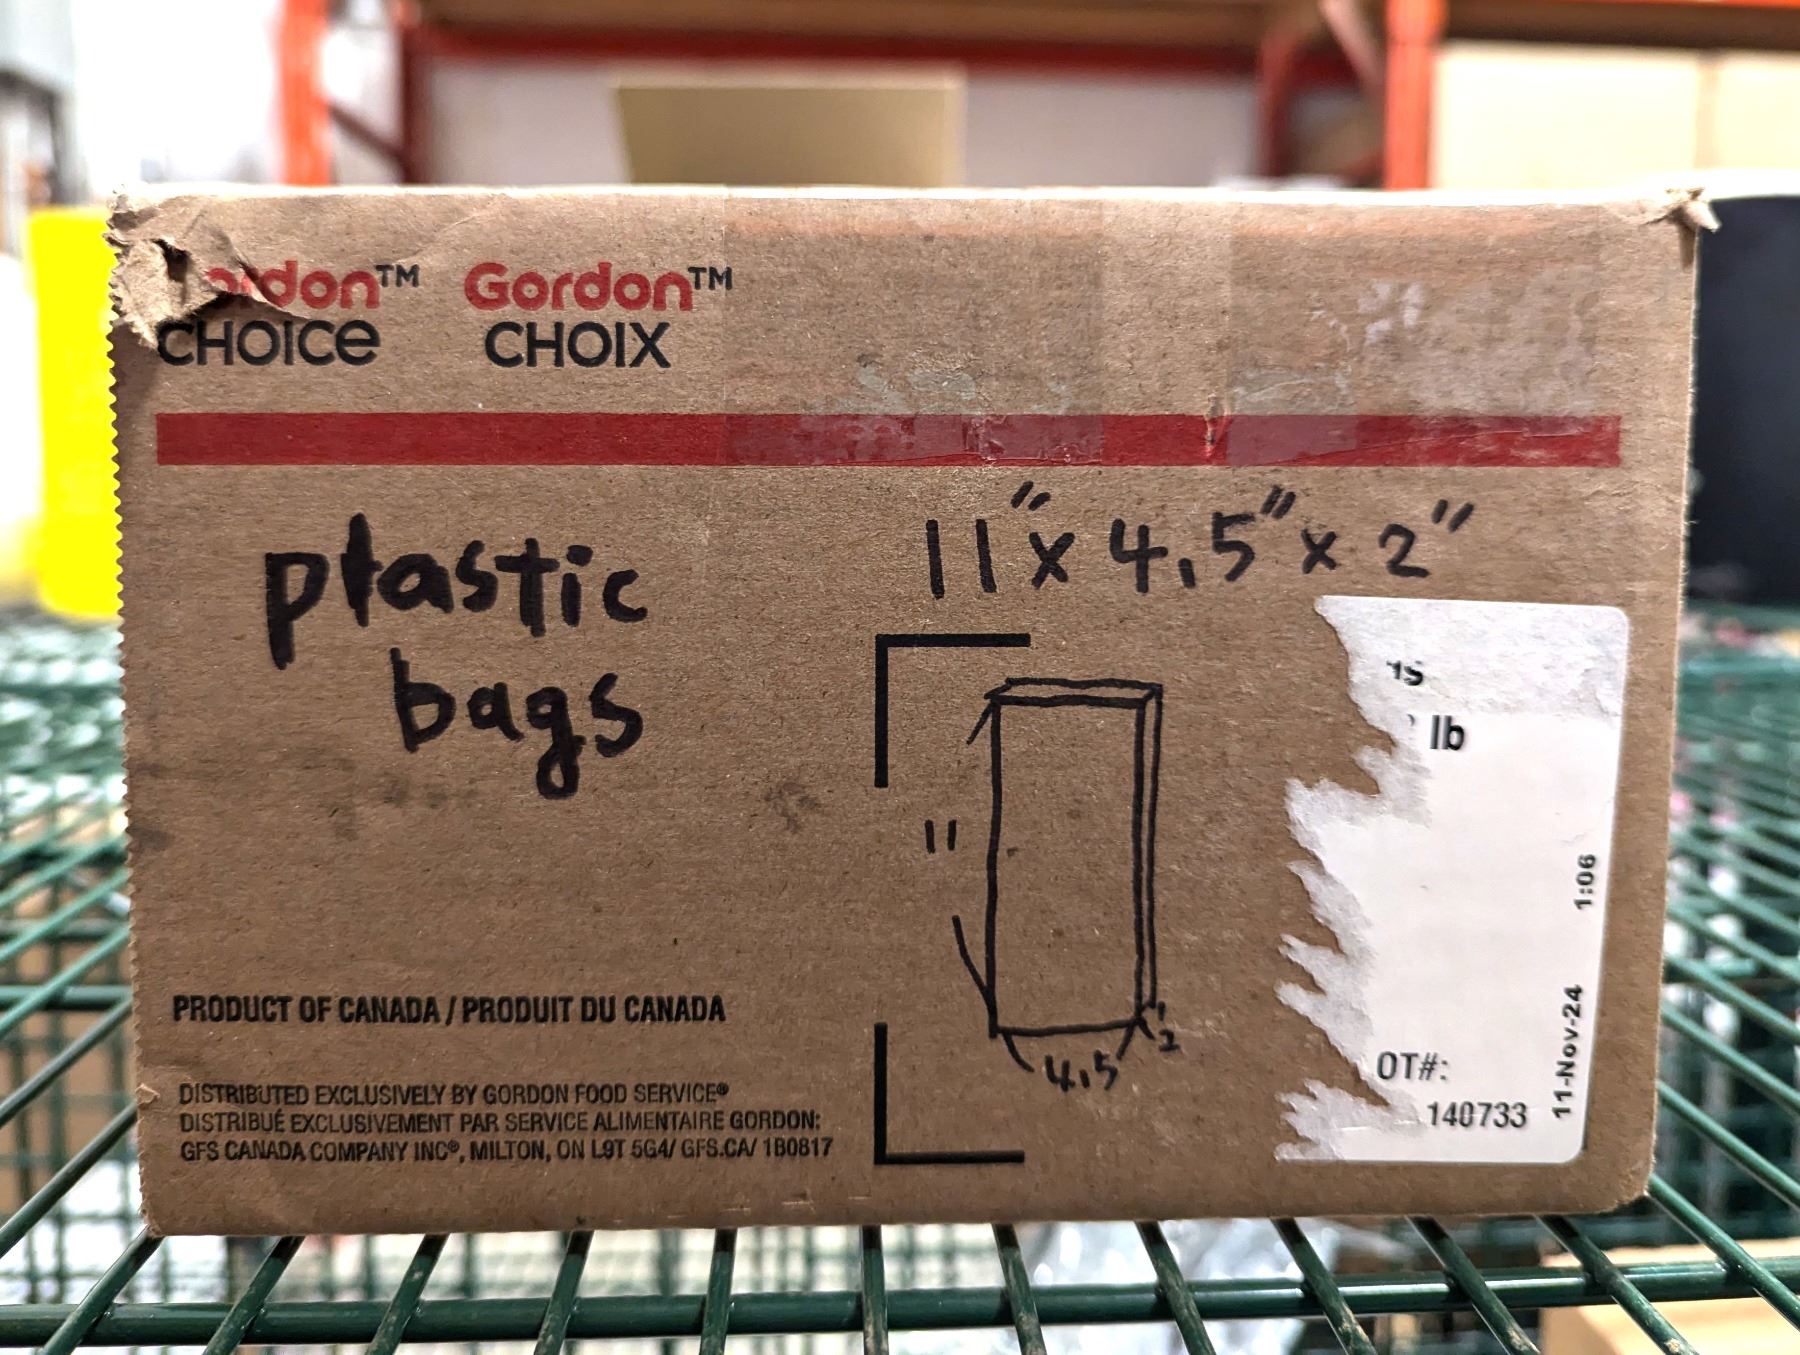 Gordon™ Gordon™
CHOICE CHOIX
plastic
bags
11" x 4.5" x 2"
lb
11
4.5
2
1:06
11-Nov-24
OT#:
140733
PRODUCT OF CANADA / PRODUIT DU CANADA
DISTRIBUTED EXCLUSIVELY BY GORDON FOOD SERVICE®
DISTRIBUÉ EXCLUSIVEMENT PAR SERVICE ALIMENTAIRE GORDON:
GFS CANADA COMPANY INC®, MILTON, ON L9T 5G4/ GFS.CA/ 1B0817